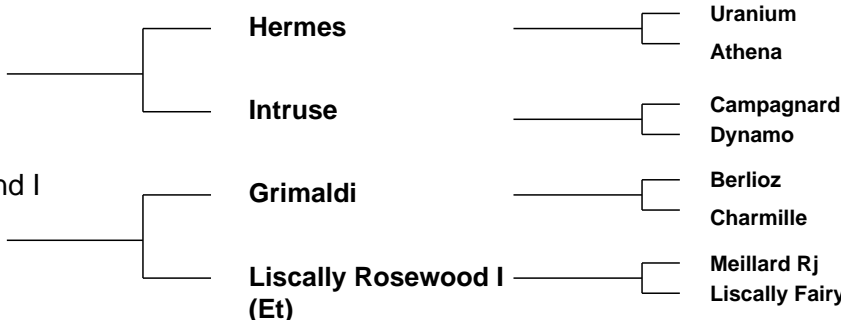 Hermes
Uranium
Athena
Intruse
Campagnard
Dynamo
nd I
Grimaldi
Berlioz
Charmille
Liscally Rosewood I
(Et)
Meillard Rj
Liscally Fairy